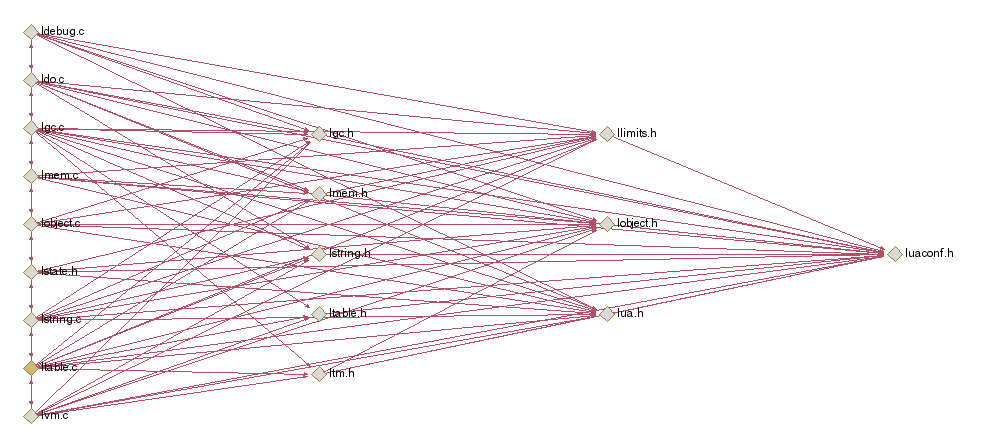 ldebug.c
ldo.c
lgc.c
lmem.c
lobject.c
lstate.h
lstring.c
ltable.c
lvm.c
lgc.h
lmem.h
lstring.h
ltable.h
ltm.h
llimits.h
lobject.h
lua.h
luaconf.h